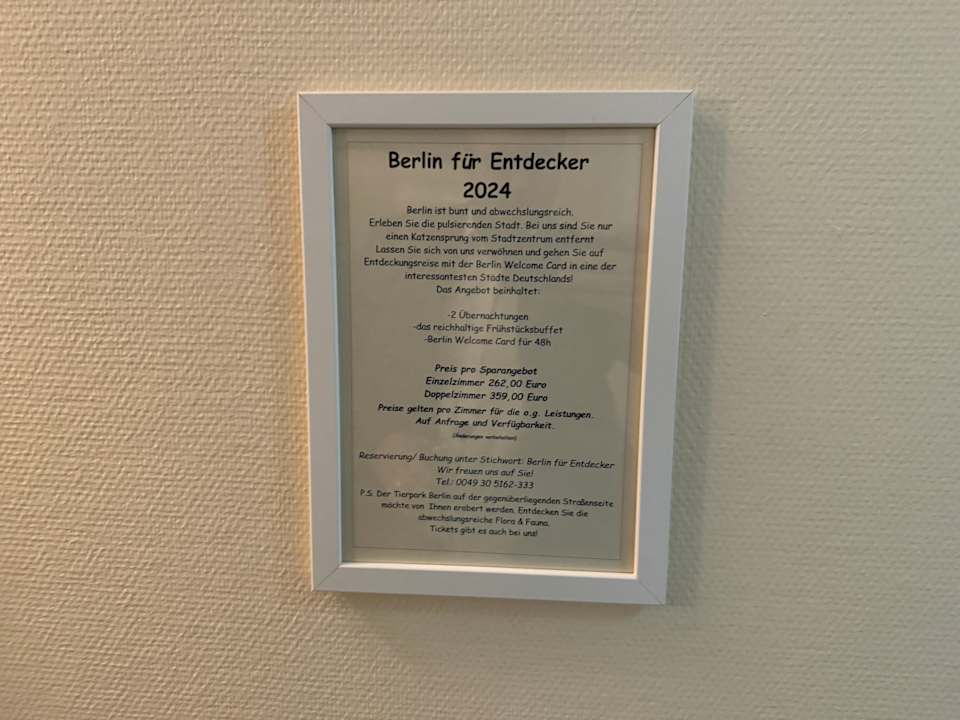 Berlin für Entdecker
2024
Berlin ist bunt und abwechslungsreich.
Erleben Sie die pulsierenden Stadt. Bei uns sind Sie nur
einen Katzensprung vom Stadtzentrum entfernt
Lassen Sie sich von uns verwöhnen und gehen Sie auf
Entdeckungsreise mit der Berlin Welcome Card in eine der
interessantesten Städte Deutschlands!
Das Angebot beinhaltet:
-2 Übernachtungen
-das reichhaltige Frühstücksbuffet
-Berlin Welcome Card für 48h
Preis pro Sparangebot
Einzelzimmer 262,00 Euro
Doppelzimmer 359,00 Euro
Preise gelten pro Zimmer für die o.g. Leistungen.
Auf Anfrage und Verfügbarkeit.
(Änderungen vorbehalten)
Reservierung/ Buchung unter Stichwort: Berlin für Entdecker
Wir freuen uns auf Sie!
Tel.: 0049 30 5162-333
P.S. Der Tierpark Berlin auf der gegenüberliegenden Straßenseite
möchte von Ihnen erobert werden. Entdecken Sie die
abwechslungsreiche Flora & Fauna.
Tickets gibt es auch bei uns!